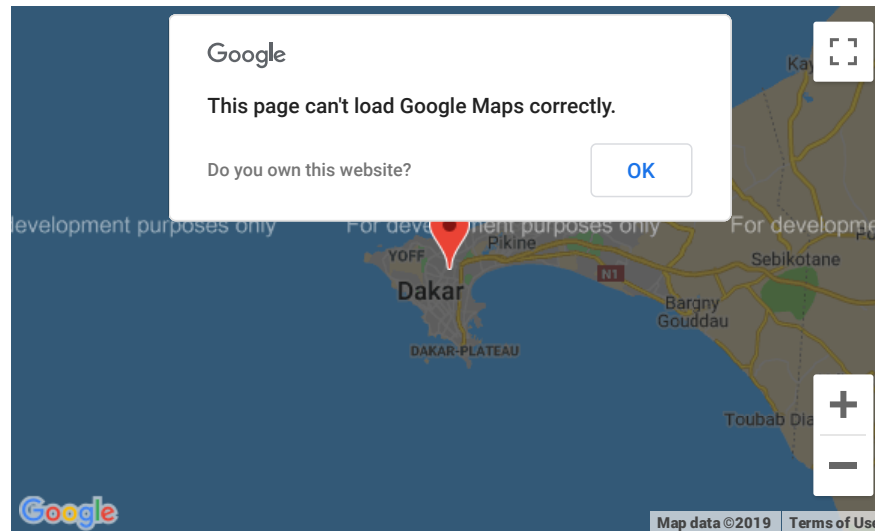 Google
This page can't load Google Maps correctly.
Do you own this website?
OK
development purposes only
For development purposes only
For developme
YOFF
Pikine
N1
Sebikotane
Dakar
Bargny
Gouddau
DAKAR-PLATEAU
Toubab Dia
Google
Map data ©2019
Terms of Use